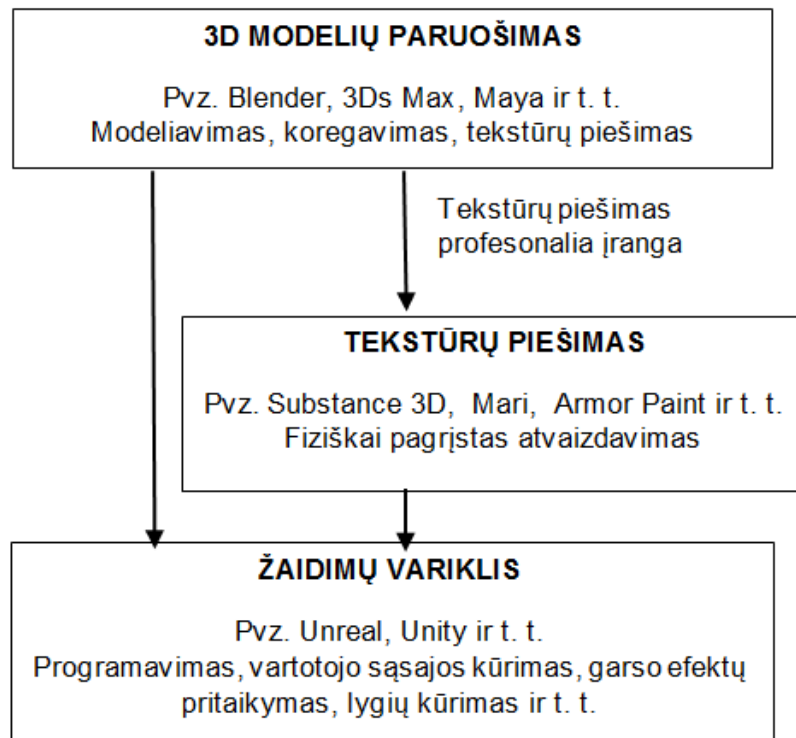 3D MODELIŲ PARUOŠIMAS
Pvz. Blender, 3Ds Max, Maya ir t. t.
Modeliavimas, koregavimas, tekstūrų piešimas
Tekstūrų piešimas
profesonalia įranga
TEKSTŪRŲ PIEŠIMAS
Pvz. Substance 3D, Mari, Armor Paint ir t. t.
Fiziškai pagrįstas atvaizdavimas
ŽAIDIMŲ VARIKLIS
Pvz. Unreal, Unity ir t. t.
Programavimas, vartotojo sąsajos kūrimas, garso efektų
pritaikymas, lygių kūrimas ir t. t.